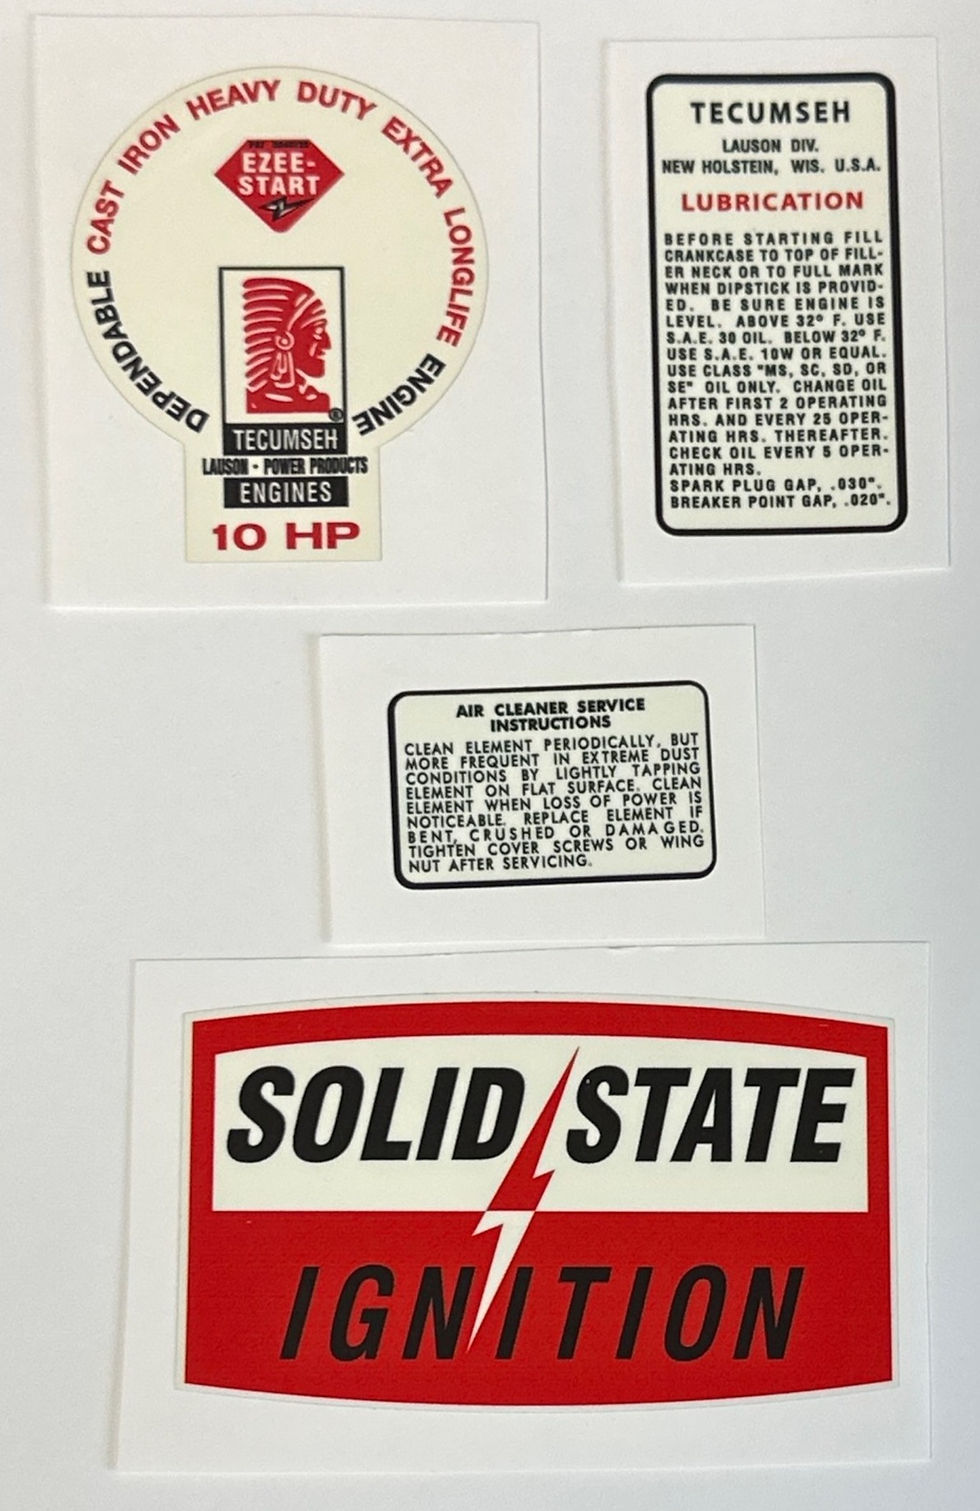 DEPENDABLE CAST IRON HEAVY DUTY EXTRA LONGLIFE ENGINE
EZEE-
START
®
TECUMSEH
LAUSON • POWER PRODUCTS
ENGINES
10 HP
TECUMSEH
LAUSON DIV.
NEW HOLSTEIN, WIS. U.S.A.
LUBRICATION
BEFORE STARTING FILL
CRANKCASE TO TOP OF FILL-
ER NECK OR TO FULL MARK
WHEN DIPSTICK IS PROVID-
ED. BE SURE ENGINE IS
LEVEL. ABOVE 32º F. USE
S.A.E. 30 OIL. BELOW 32º F.
USE S.A.E. 10W OR EQUAL.
USE CLASS "MS, SC, SD, OR
SE" OIL ONLY. CHANGE OIL
AFTER FIRST 2 OPERATING
HRS. AND EVERY 25 OPER-
ATING HRS. THEREAFTER.
CHECK OIL EVERY 5 OPER-
ATING HRS.
SPARK PLUG GAP, .030".
BREAKER POINT GAP, .020".
AIR CLEANER SERVICE
INSTRUCTIONS
CLEAN ELEMENT PERIODICALLY, BUT
MORE FREQUENT IN EXTREME DUST
CONDITIONS BY LIGHTLY TAPPING
ELEMENT ON FLAT SURFACE. CLEAN
ELEMENT WHEN LOSS OF POWER IS
NOTICEABLE. REPLACE ELEMENT IF
BENT, CRUSHED OR DAMAGED.
TIGHTEN COVER SCREWS OR WING
NUT AFTER SERVICING.
SOLID STATE
IGNITION